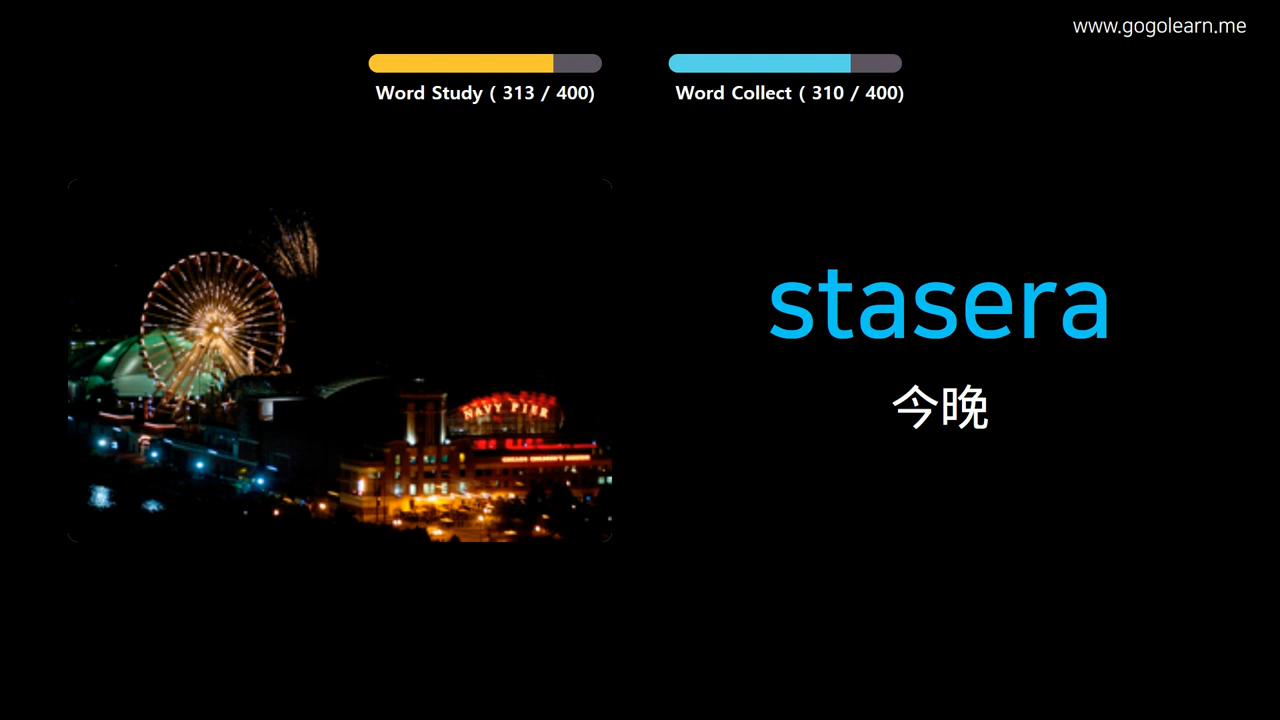 www.gogolearn.me
Word Study ( 313 / 400)
Word Collect ( 310 / 400)
NAVY PIER
stasera
今晚